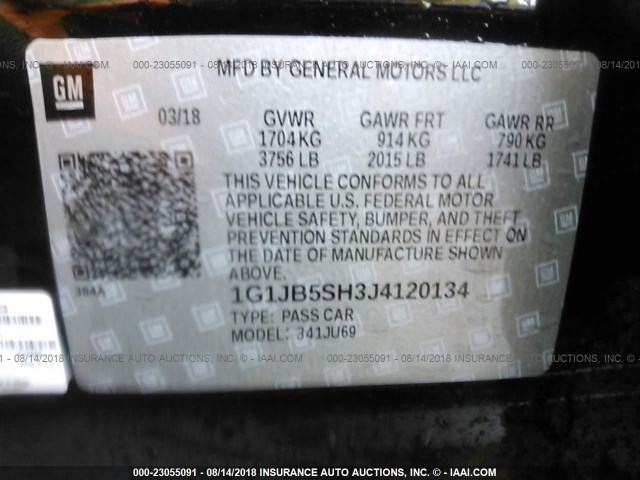 MFD BY GENERAL MOTORS LLC
GM
03/18
GVWR GAWR FRT GAWR RR
1704 KG 914 KG 790 KG
3756 LB 2015 LB 1741 LB
THIS VEHICLE CONFORMS TO ALL
APPLICABLE U.S. FEDERAL MOTOR
VEHICLE SAFETY, BUMPER, AND THEFT
PREVENTION STANDARDS IN EFFECT ON
THE DATE OF MANUFACTURE SHOWN
ABOVE.
384A
1G1JB5SH3J4120134
TYPE: PASS CAR
MODEL: 341JU69
000-23055091 - 08/14/2018 INSURANCE AUTO AUCTIONS, INC. - © - IAAI.COM